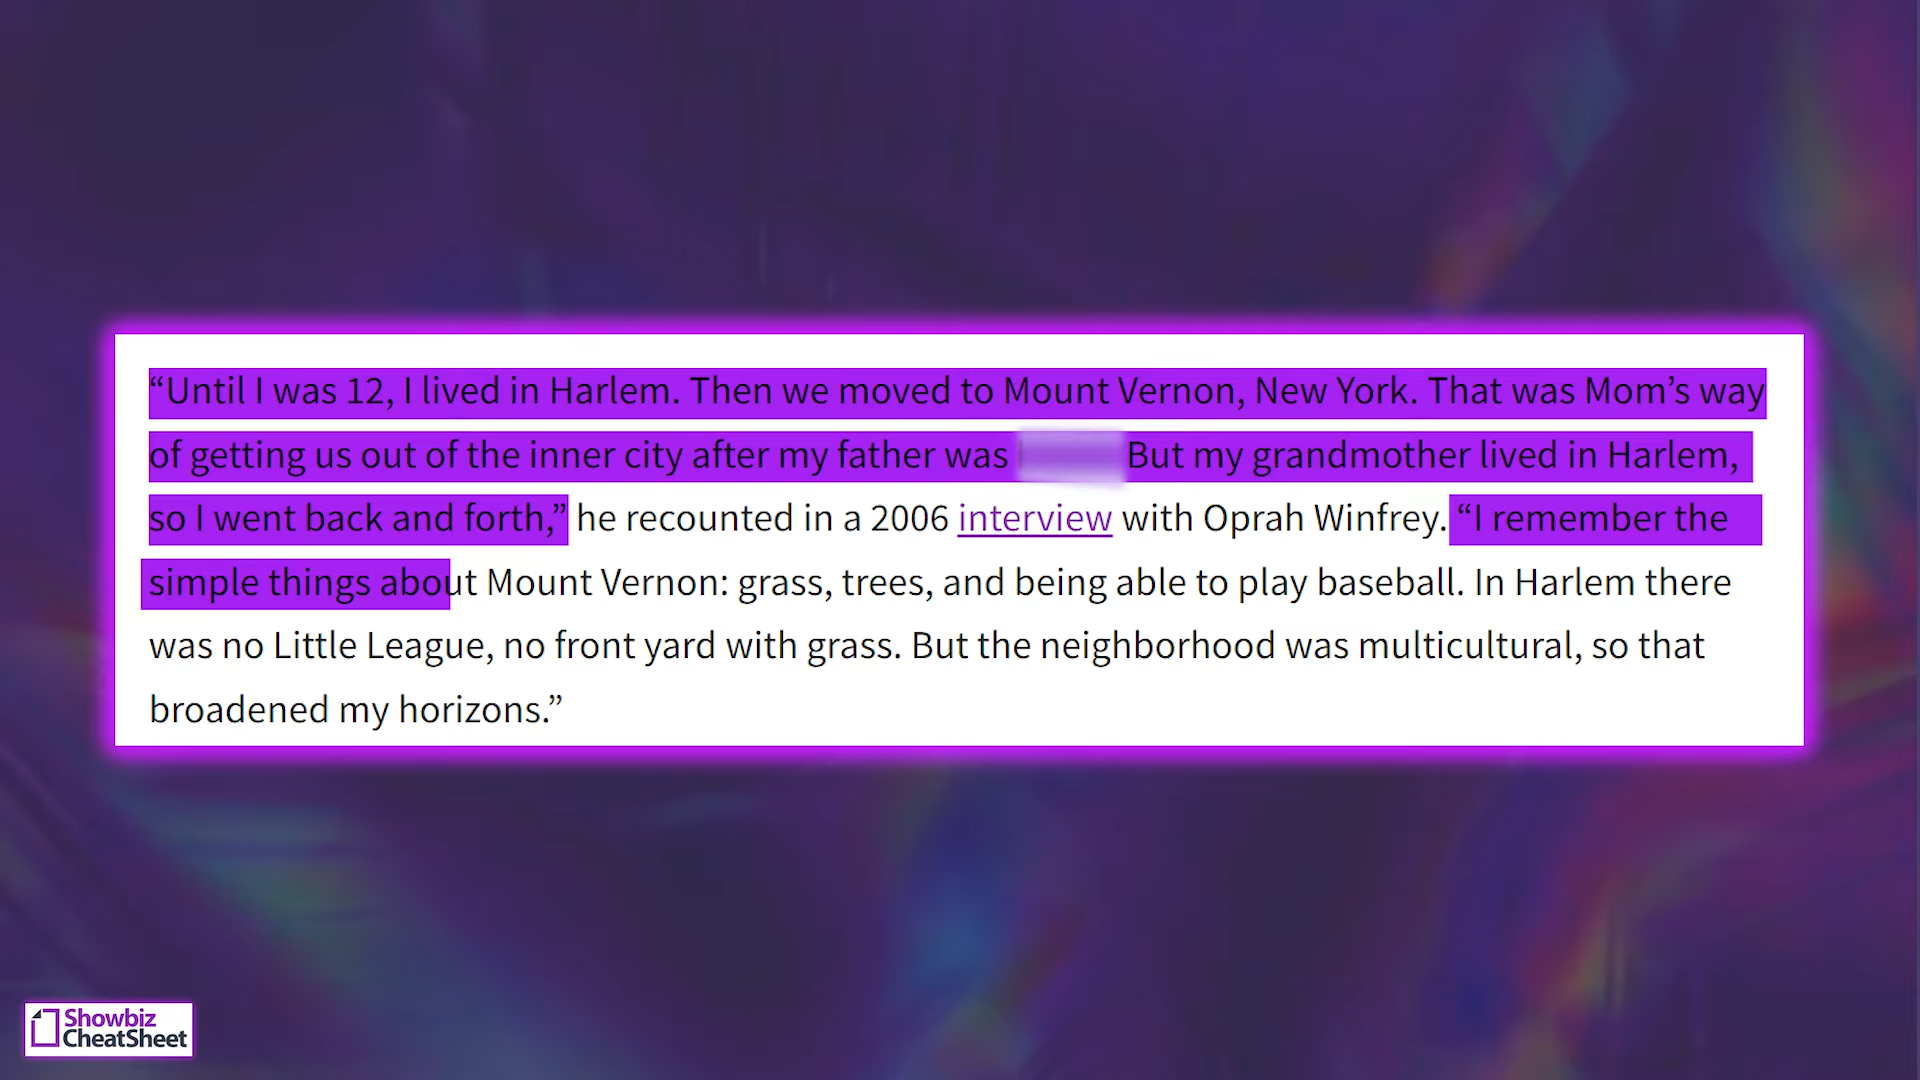 “Until I was 12, I lived in Harlem. Then we moved to Mount Vernon, New York. That was Mom’s way
of getting us out of the inner city after my father was But my grandmother lived in Harlem,
so I went back and forth,” he recounted in a 2006 interview with Oprah Winfrey. “I remember the
simple things about Mount Vernon: grass, trees, and being able to play baseball. In Harlem there
was no Little League, no front yard with grass. But the neighborhood was multicultural, so that
broadened my horizons.”
Showbiz
CheatSheet